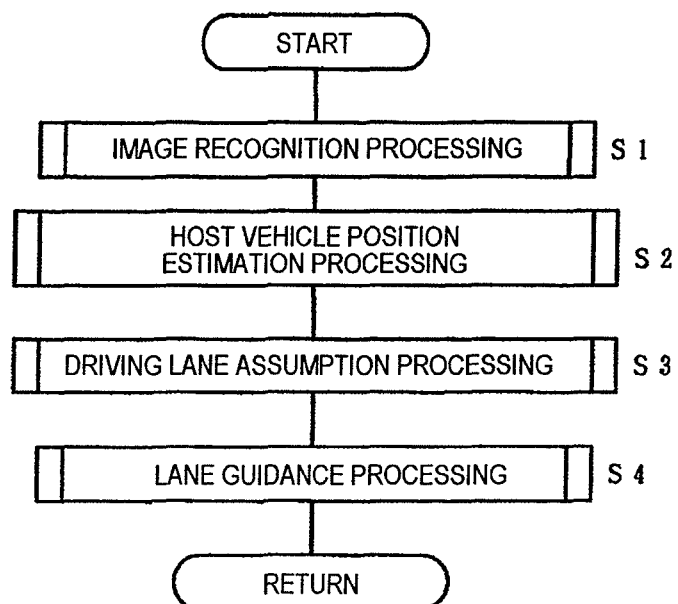 START
IMAGE RECOGNITION PROCESSING S 1
HOST VEHICLE POSITION
ESTIMATION PROCESSING S 2
DRIVING LANE ASSUMPTION PROCESSING S 3
LANE GUIDANCE PROCESSING S 4
RETURN